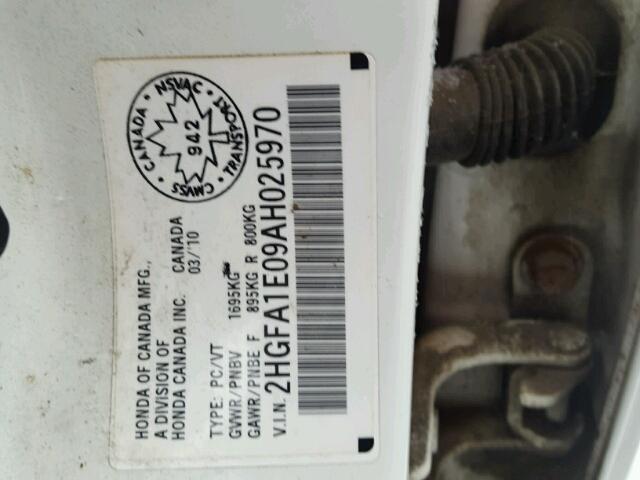 HONDA OF CANADA MFG.,
A DIVISION OF
HONDA CANADA INC. CANADA
03/'10
TYPE: PC/VT
GVWR/PNBV 1695KG
GAWR/PNBE F 895KG R 800KG
V.I.N. 2HGFA1E09AH025970
CANADA • NSVAC •
942
CMVSS • TRANSPORT •